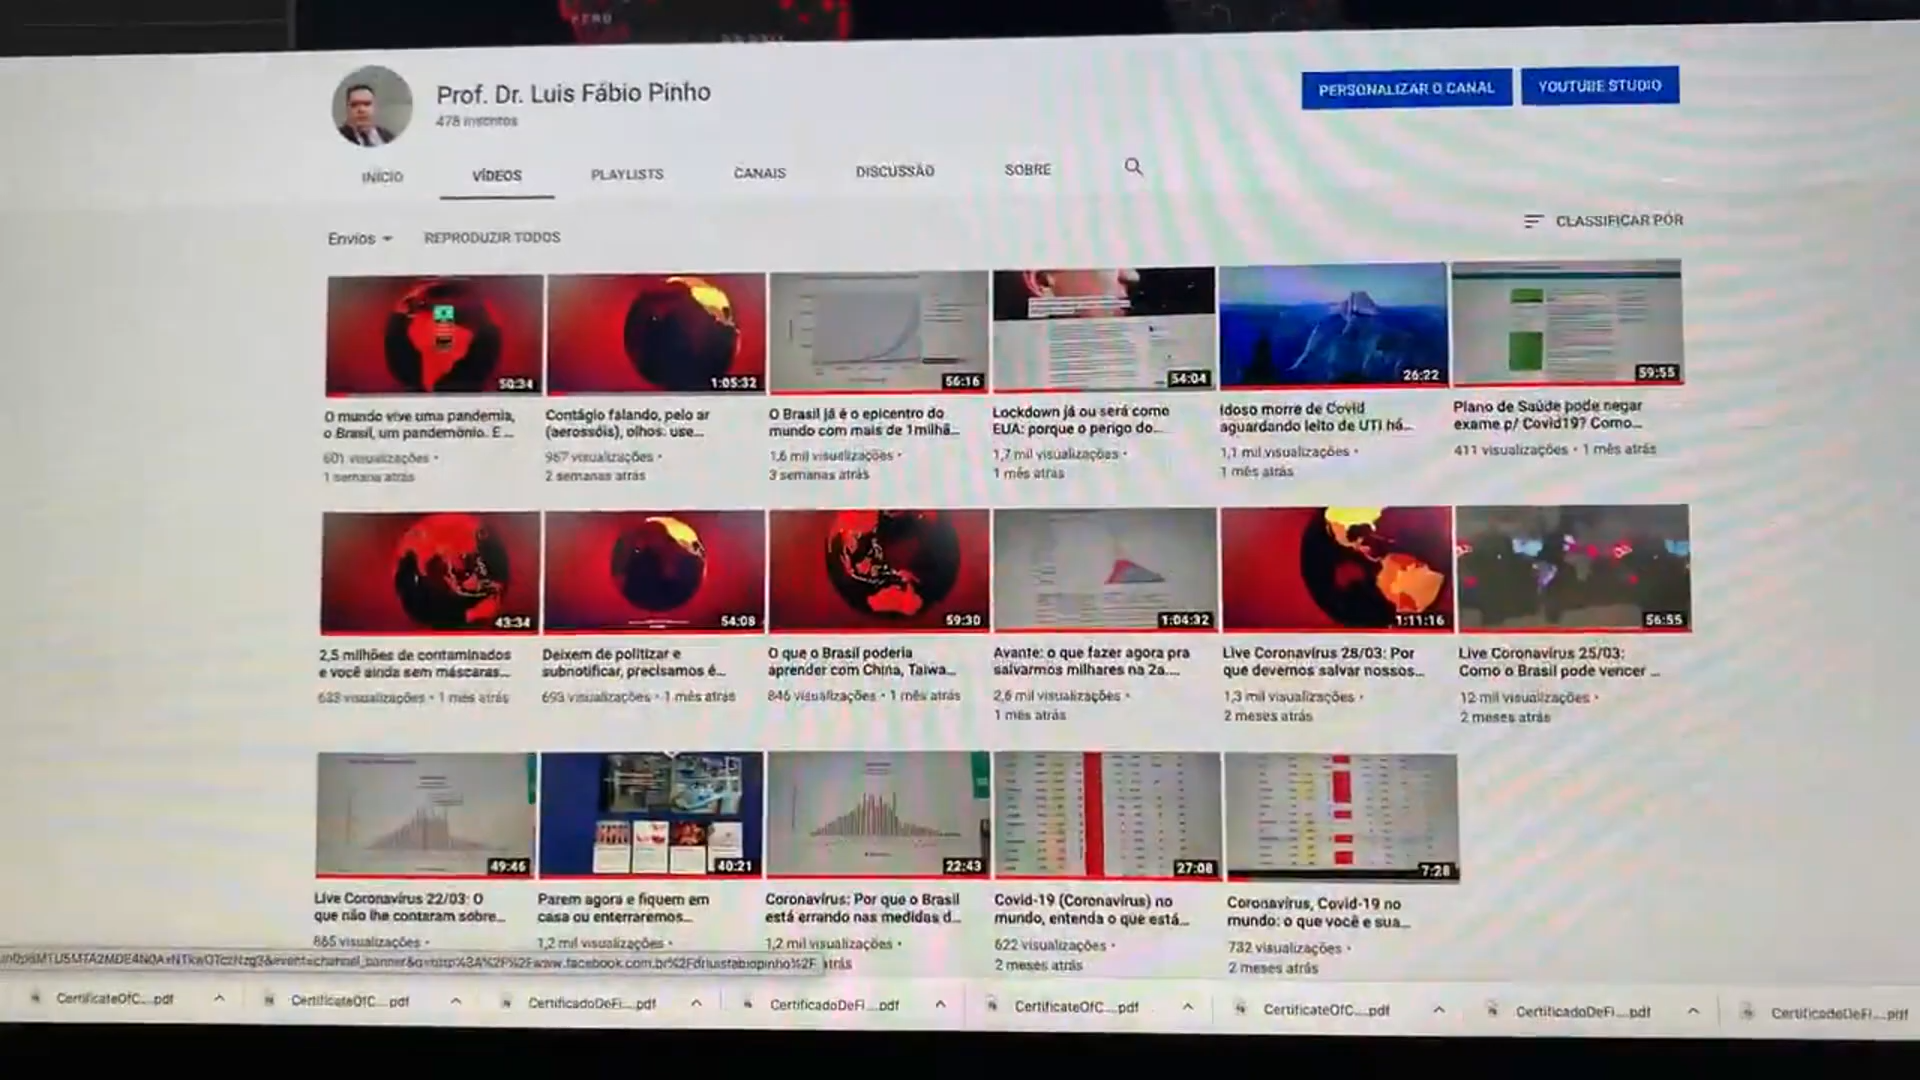 PERU
BRASIL
Prof. Dr. Luis Fábio Pinho
478 inscritos
PERSONALIZAR O CANAL
YOUTUBE STUDIO
INÍCIO
VÍDEOS
PLAYLISTS
CANAIS
DISCUSSÃO
SOBRE
Envios
REPRODUZIR TODOS
CLASSIFICAR POR
50:34
1:05:32
56:16
54:04
26:22
59:55
O mundo vive uma pandemia,
o Brasil, um pandemônio. E...
601 visualizações •
1 semana atrás
Contágio falando, pelo ar
(aerossóis), olhos: use...
967 visualizações •
2 semanas atrás
O Brasil já é o epicentro do
mundo com mais de 1milhã...
1,6 mil visualizações •
3 semanas atrás
Lockdown já ou será como
EUA: porque o perigo do...
1,7 mil visualizações •
1 mês atrás
Idoso morre de Covid
aguardando leito de UTI há...
1,1 mil visualizações •
1 mês atrás
Plano de Saúde pode negar
exame p/ Covid19? Como...
411 visualizações • 1 mês atrás
43:34
54:08
59:30
1:04:32
1:11:16
56:55
2,5 milhões de contaminados
e você ainda sem máscaras...
633 visualizações • 1 mês atrás
Deixem de politizar e
subnotificar, precisamos é...
693 visualizações • 1 mês atrás
O que o Brasil poderia
aprender com China, Taiwa...
846 visualizações • 1 mês atrás
Avante: o que fazer agora pra
salvarmos milhares na 2a....
2,6 mil visualizações •
1 mês atrás
Live Coronavírus 28/03: Por
que devemos salvar nossos...
1,3 mil visualizações •
2 meses atrás
Live Coronavírus 25/03:
Como o Brasil pode vencer ...
12 mil visualizações •
2 meses atrás
49:46
40:21
22:43
27:08
7:28
Live Coronavírus 22/03: O
que não lhe contaram sobre...
865 visualizações •
Parem agora e fiquem em
casa ou enterraremos...
1,2 mil visualizações •
Coronavírus: Por que o Brasil
está errando nas medidas d...
1,2 mil visualizações •
atrás
Covid-19 (Coronavírus) no
mundo, entenda o que está...
622 visualizações •
2 meses atrás
Coronavírus, Covid-19 no
mundo: o que você e sua...
732 visualizações •
2 meses atrás
CertificateOfC....pdf
CertificateOfC....pdf
CertificadoDeFi....pdf
CertificadoDeFi....pdf
CertificateOfC....pdf
CertificateOfC....pdf
CertificadoDeFi....pdf
CertificadoDeFi....pdf